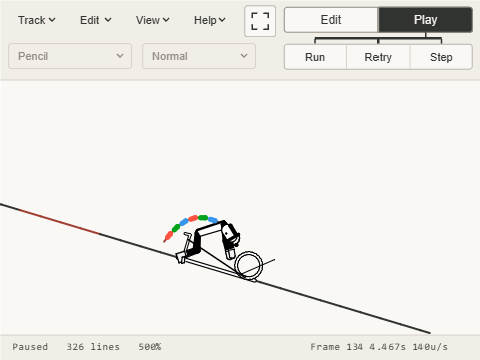 Track Edit View Help Edit Play
Pencil Normal Run Retry Step
Paused 326 lines 500% Frame 134 4.467s 140u/s